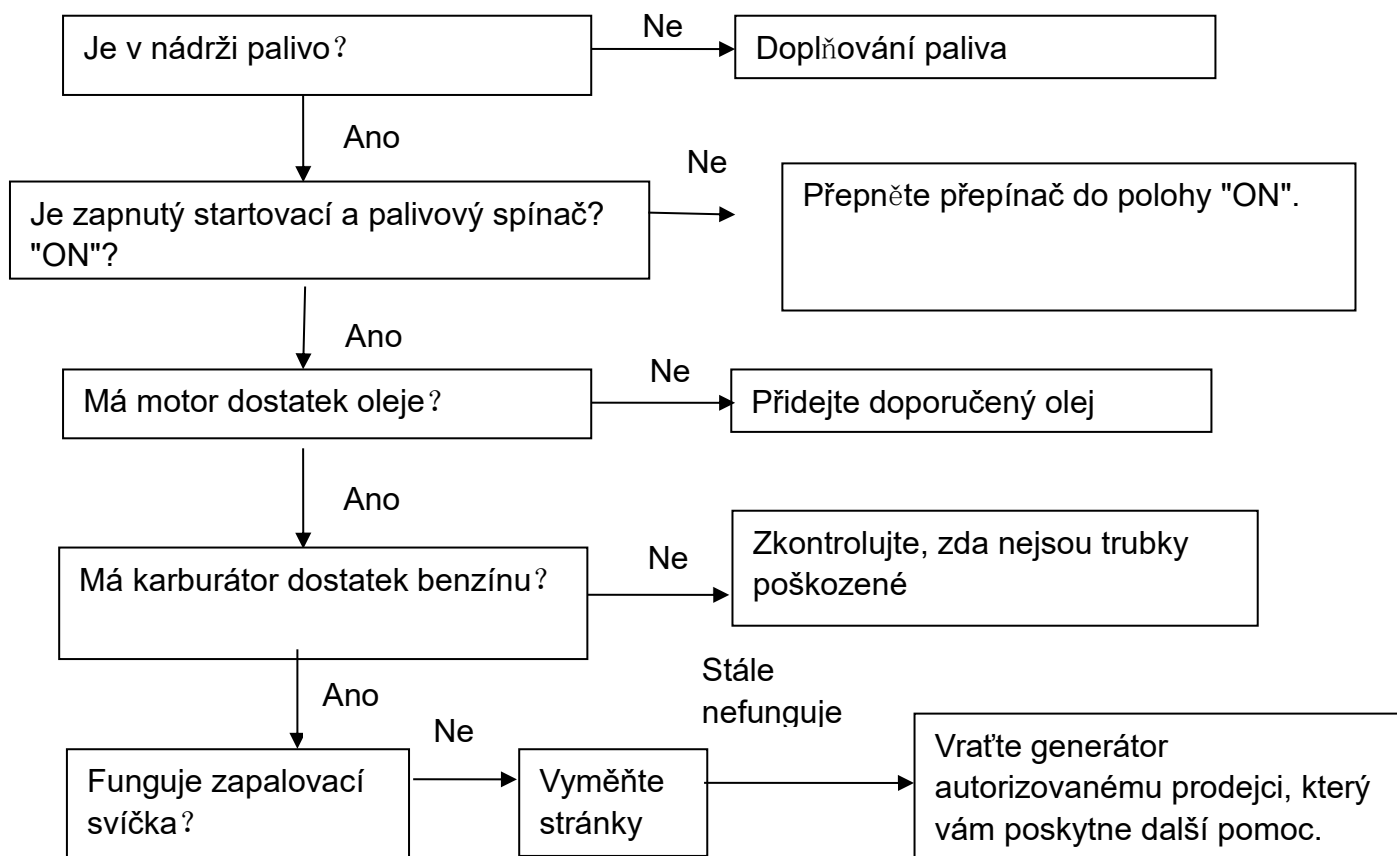 Je v nádrži palivo?
Ne
Doplňování paliva
Ano
Ne
Je zapnutý startovací a palivový spínač?
"ON"?
Přepněte přepínač do polohy "ON".
Ano
Má motor dostatek oleje?
Ne
Přidejte doporučený olej
Ano
Má karburátor dostatek benzínu?
Ne
Zkontrolujte, zda nejsou trubky
poškozené
Ano
Funguje zapalovací
svíčka?
Ne
Vyměňte
stránky
Stále
nefunguje
Vraťte generátor
autorizovanému prodejci, který
vám poskytne další pomoc.